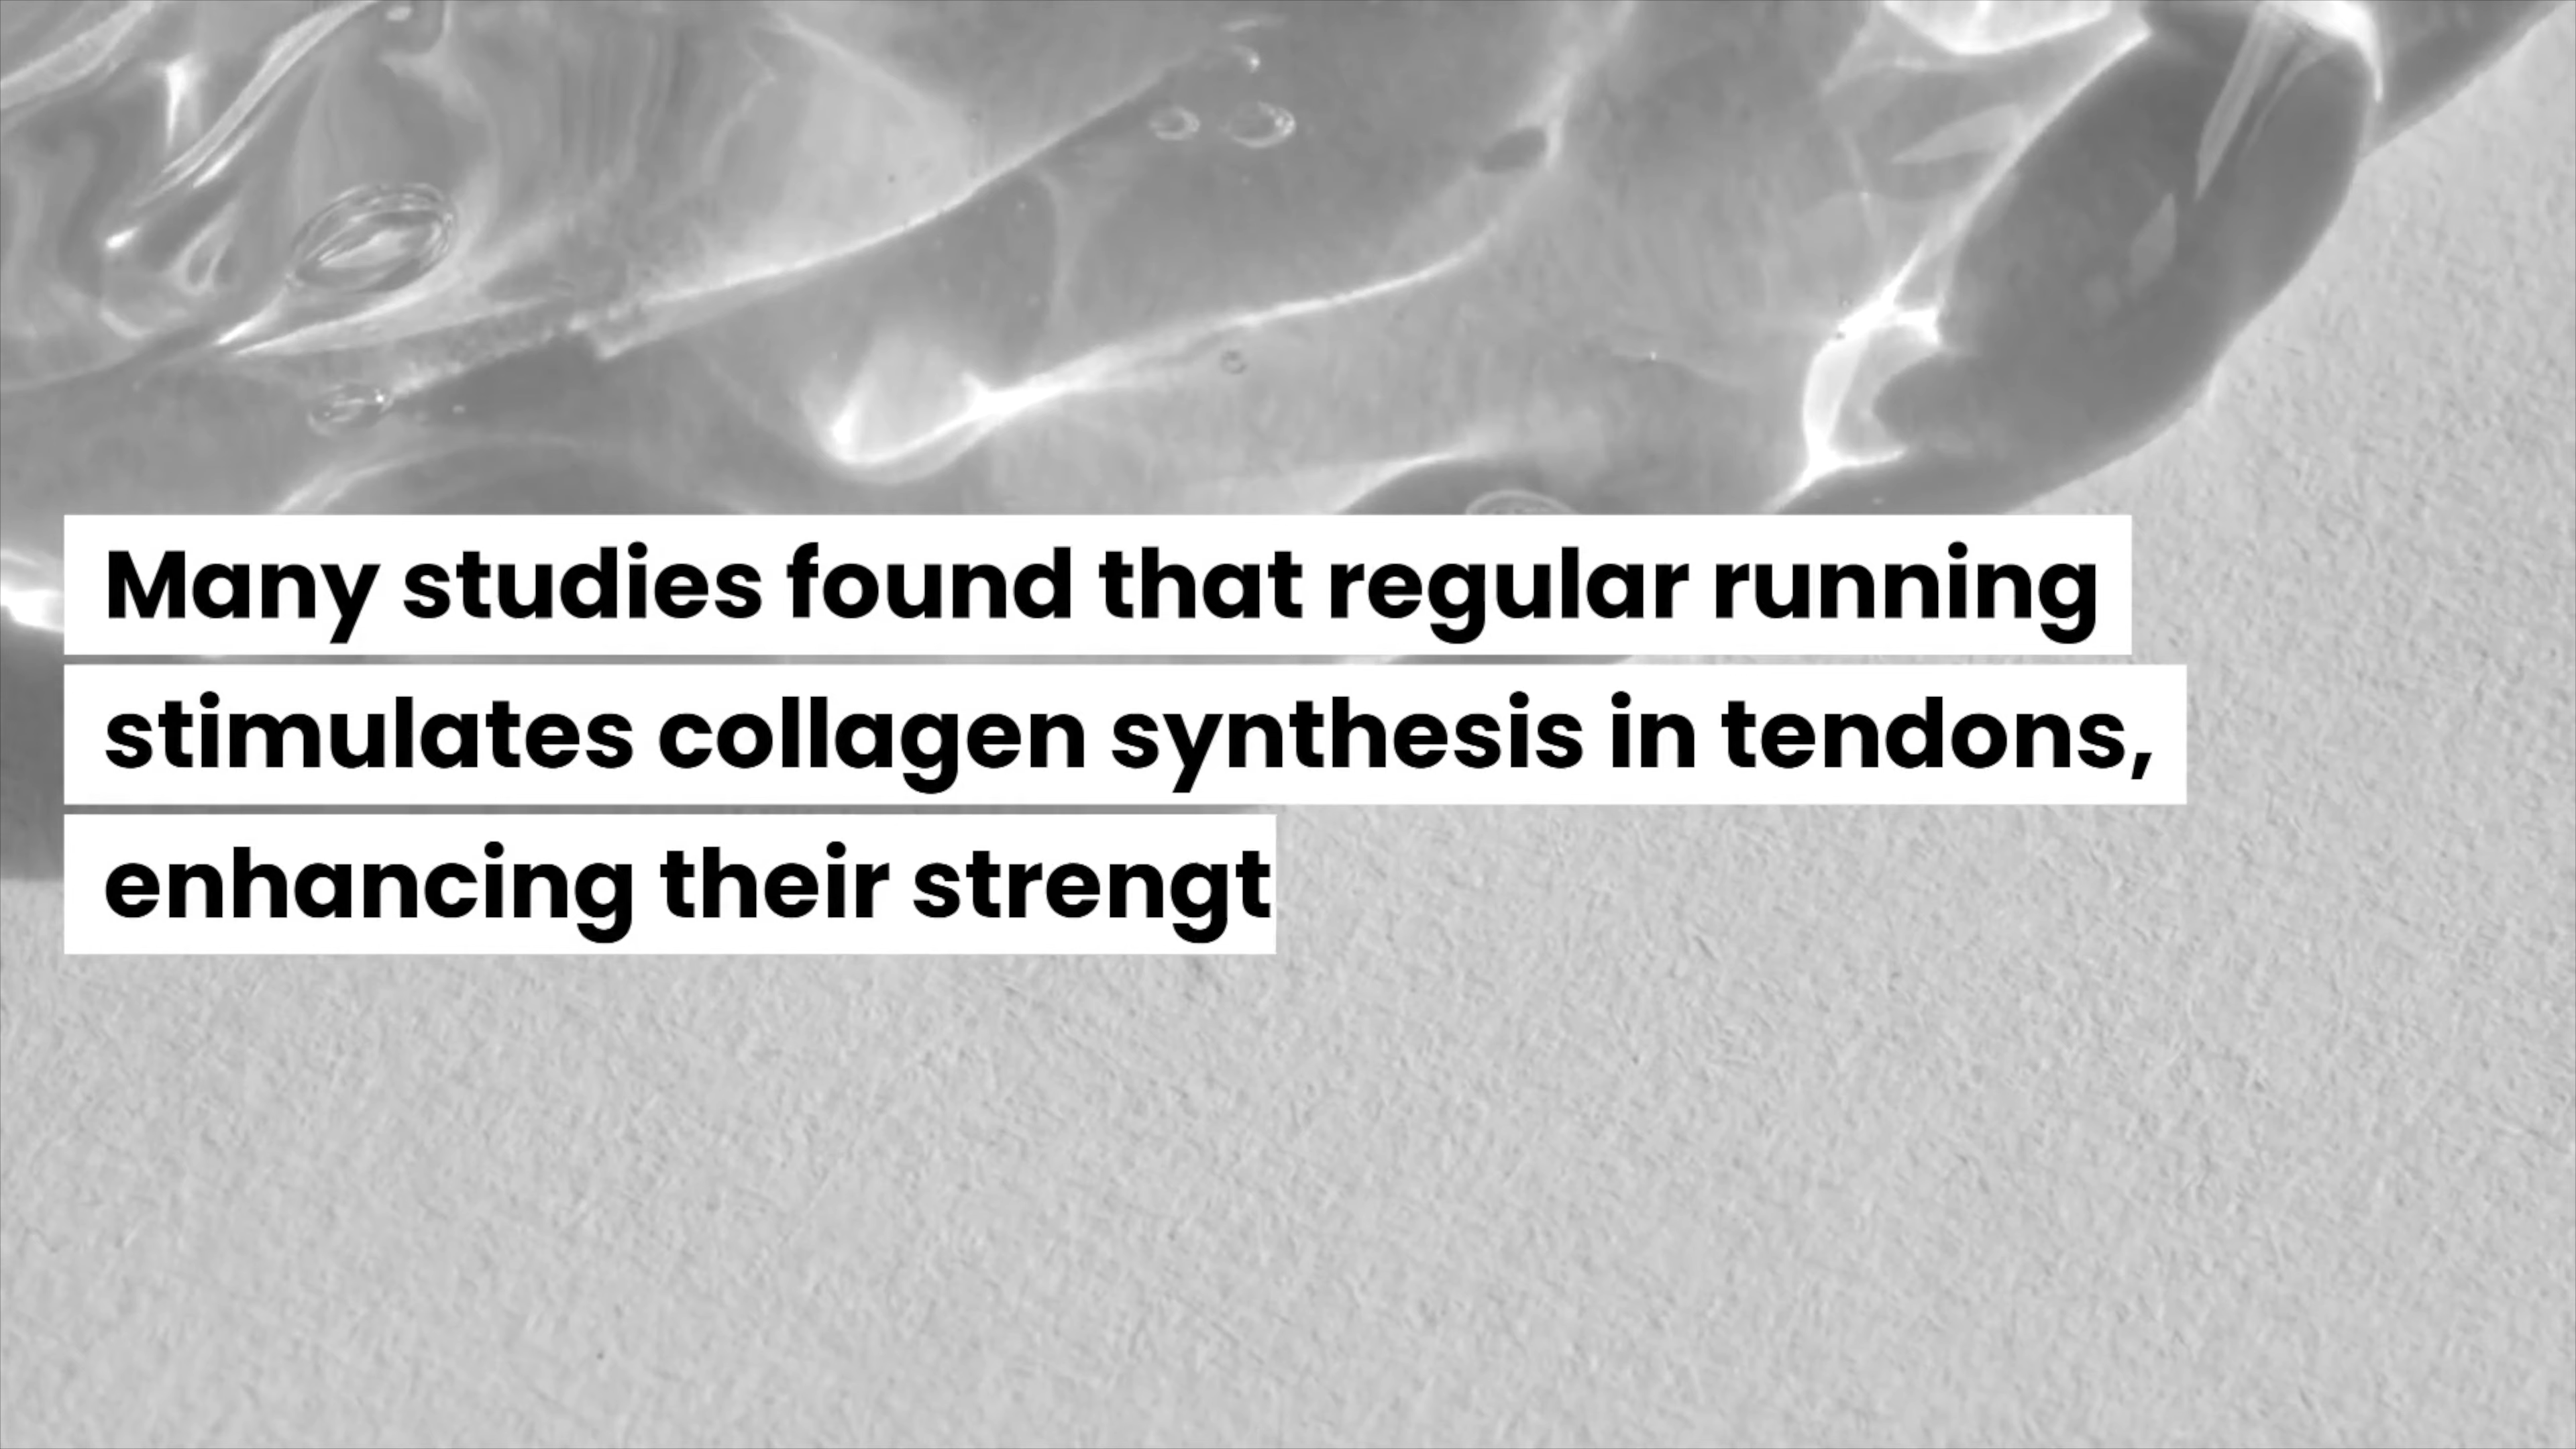 Many studies found that regular running
stimulates collagen synthesis in tendons,
enhancing their strengt